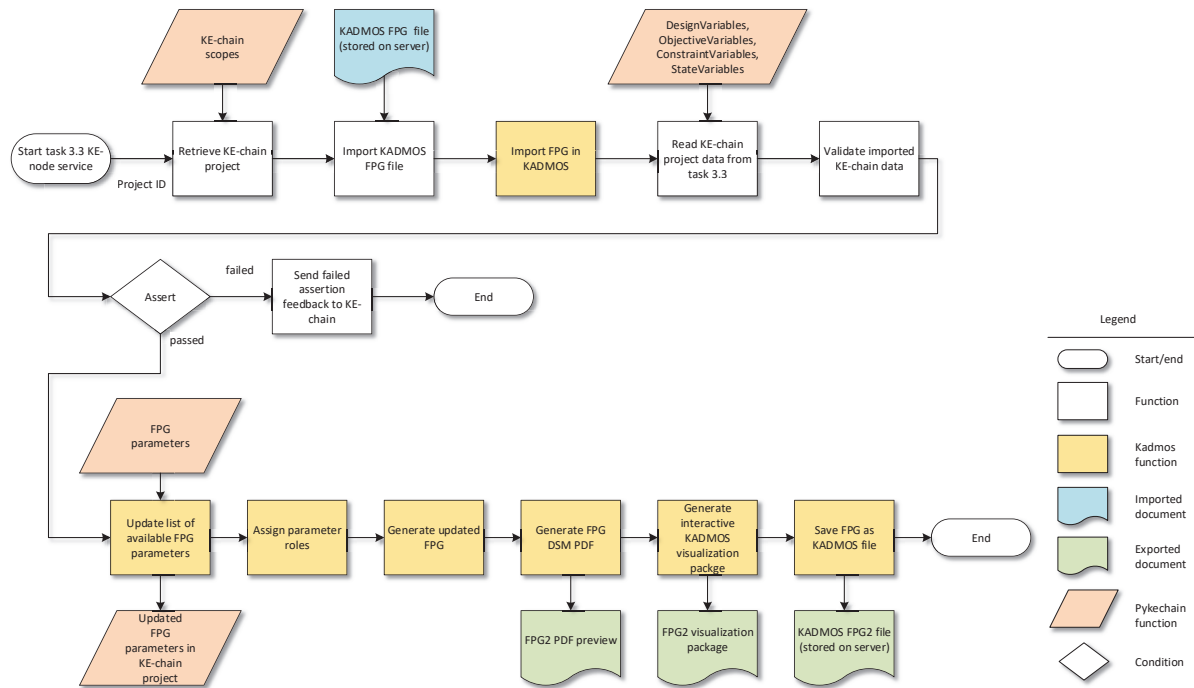 KE-chain
scopes
KADMOS FPG file
(stored on server)
DesignVariables,
ObjectiveVariables,
ConstraintVariables,
StateVariables
Start task 3.3 KE-
node service
Project ID
Retrieve KE-chain
project
Import KADMOS
FPG file
Import FPG in
KADMOS
Read KE-chain
project data from
task 3.3
Validate imported
KE-chain data
Assert
failed
passed
Send failed
assertion
feedback to KE-
chain
End
FPG
parameters
Update list of
available FPG
parameters
Assign parameter
roles
Generate updated
FPG
Generate FPG
DSM PDF
Generate
interactive
KADMOS
visualization
packge
Save FPG as
KADMOS file
End
Updated
FPG
parameters in
KE-chain
project
FPG2 PDF preview
FPG2 visualization
package
KADMOS FPG2 file
(stored on server)
Legend
Start/end
Function
Kadmos
function
Imported
document
Exported
document
Pykechain
function
Condition